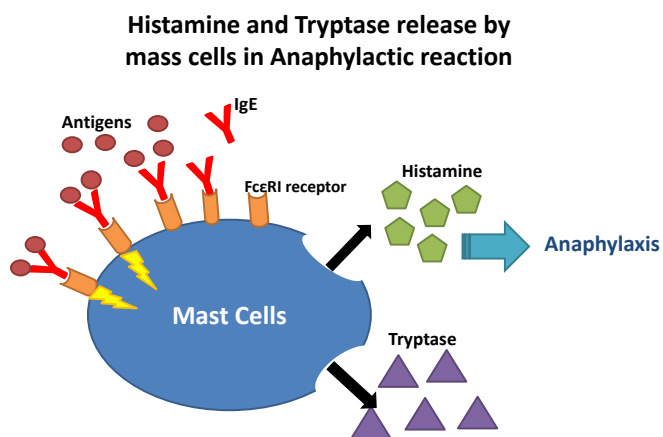 Histamine and Tryptase release by
mass cells in Anaphylactic reaction
IgE
Antigens
FcεRI receptor
Histamine
Anaphylaxis
Mast Cells
Tryptase